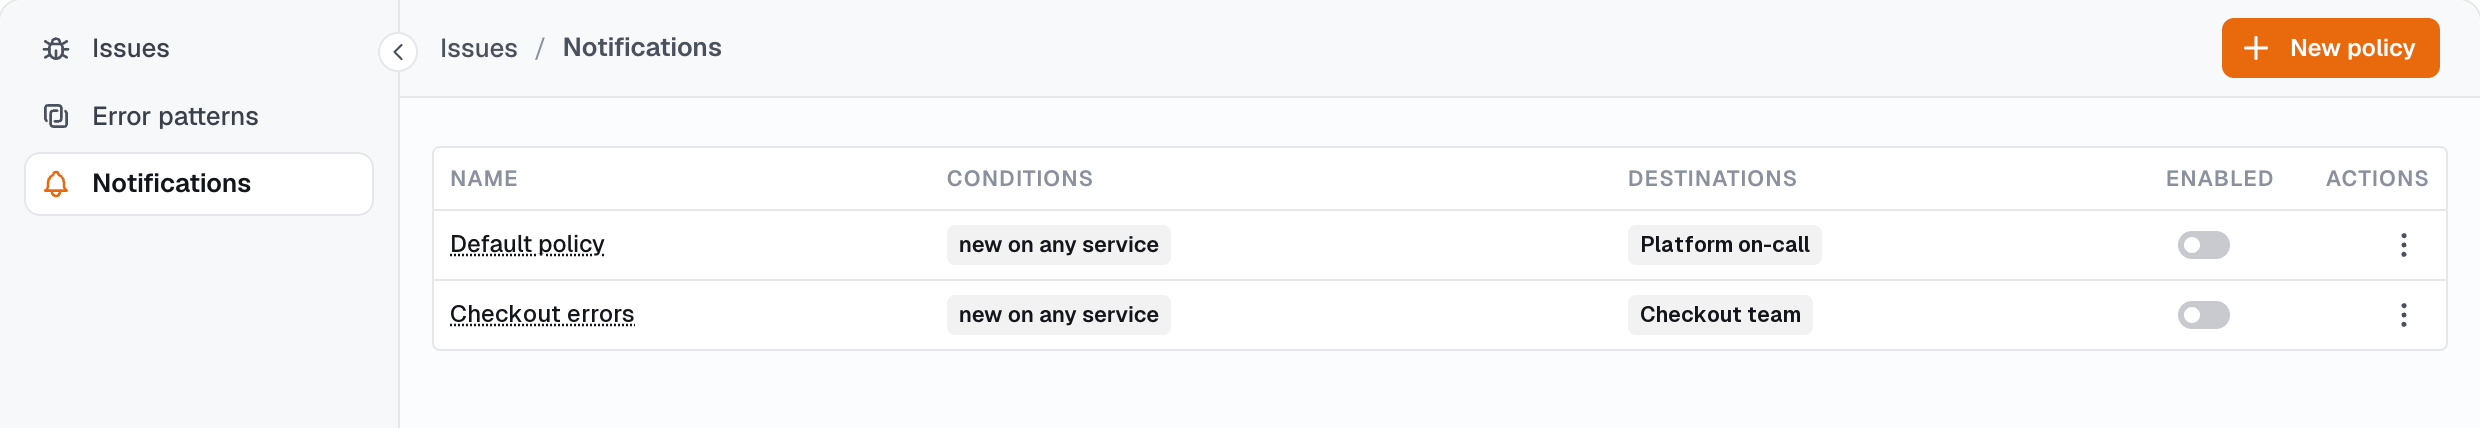 Issues
Error patterns
Notifications
Issues / Notifications
New policy
NAME CONDITIONS DESTINATIONS ENABLED ACTIONS
Default policy new on any service Platform on-call
Checkout errors new on any service Checkout team